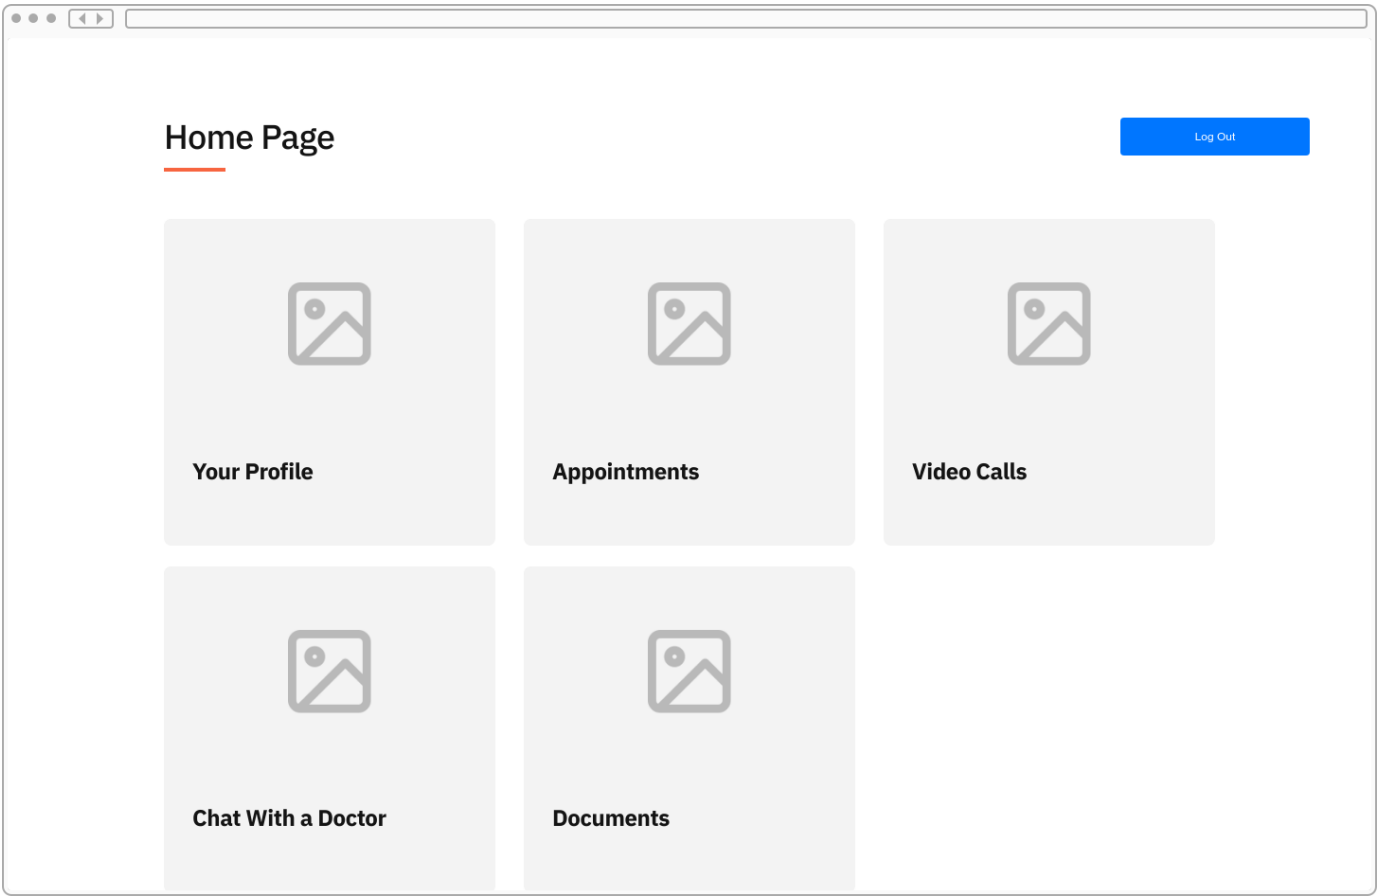 Home Page
Log Out
Your Profile
Appointments
Video Calls
Chat With a Doctor
Documents